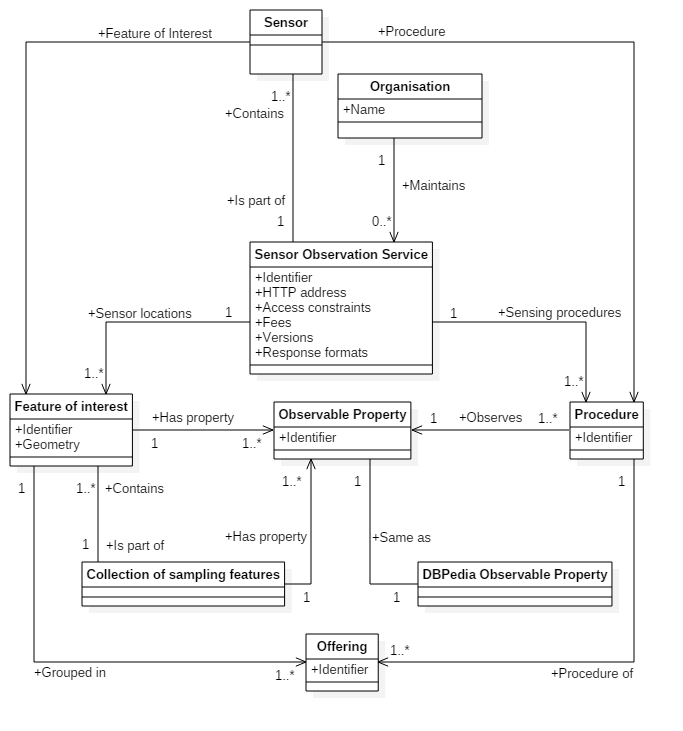 Sensor
+Feature of Interest
+Procedure
1..*
+Contains
Organisation
+Name
1
+Maintains
+Is part of
1
0..*
Sensor Observation Service
+Identifier
+HTTP address
+Access constraints
+Fees
+Versions
+Response formats
+Sensor locations
1
1
+Sensing procedures
1..*
1..*
Feature of interest
+Identifier
+Geometry
+Has property
1
1..*
Observable Property
+Identifier
1
+Observes
1..*
Procedure
+Identifier
1
1..*
+Contains
1..*
1
1
1
+Is part of
+Has property
+Same as
Collection of sampling features
1
1
DBPedia Observable Property
Offering
+Identifier
1..*
+Grouped in
1..*
+Procedure of